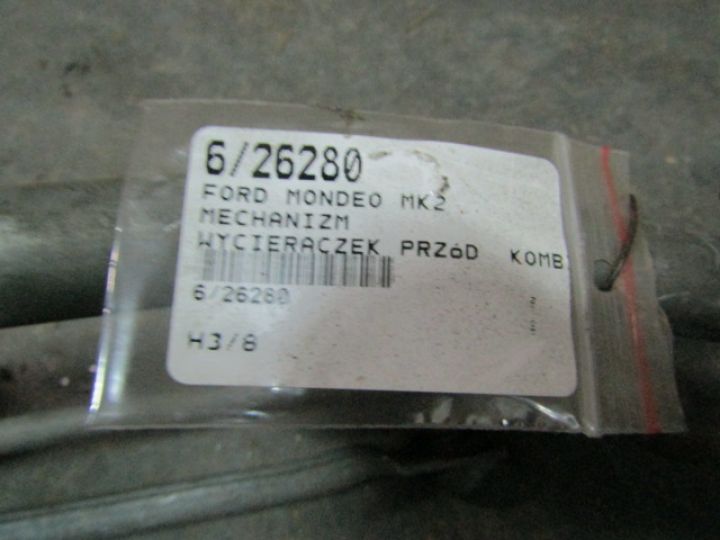 6/26280
FORD MONDEO MK2
MECHANIZM
WYCIERACZEK PRZóD KOMB
6/26280
H3/8